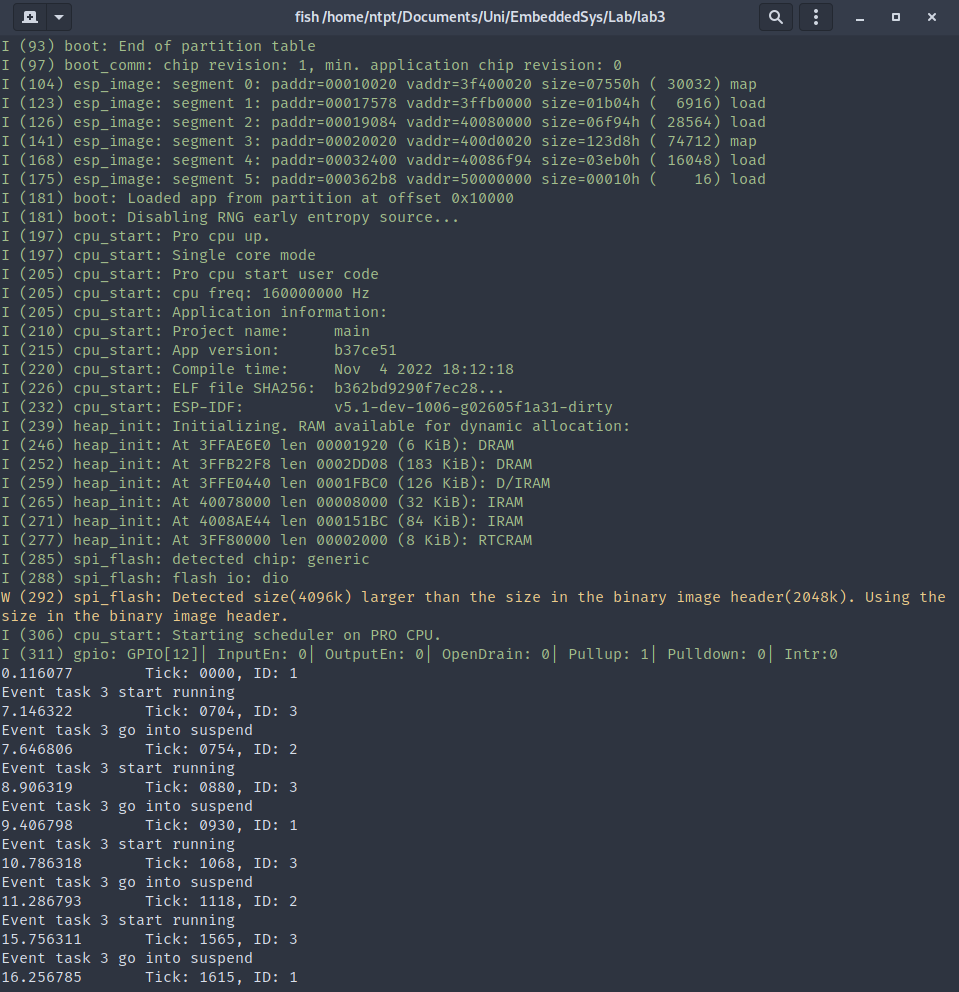 fish /home/ntpt/Documents/Uni/EmbeddedSys/Lab/lab3
I (93) boot: End of partition table
I (97) boot_comm: chip revision: 1, min. application chip revision: 0
I (104) esp_image: segment 0: paddr=00010020 vaddr=3f400020 size=07550h ( 30032) map
I (123) esp_image: segment 1: paddr=00017578 vaddr=3ffb0000 size=01b04h (  6916) load
I (126) esp_image: segment 2: paddr=00019084 vaddr=40080000 size=06f94h ( 28564) load
I (141) esp_image: segment 3: paddr=00020020 vaddr=400d0020 size=123d8h ( 74712) map
I (168) esp_image: segment 4: paddr=00032400 vaddr=40086f94 size=03eb0h ( 16048) load
I (175) esp_image: segment 5: paddr=000362b8 vaddr=50000000 size=00010h (    16) load
I (181) boot: Loaded app from partition at offset 0x10000
I (181) boot: Disabling RNG early entropy source...
I (197) cpu_start: Pro cpu up.
I (197) cpu_start: Single core mode
I (205) cpu_start: Pro cpu start user code
I (205) cpu_start: cpu freq: 160000000 Hz
I (205) cpu_start: Application information:
I (210) cpu_start: Project name:     main
I (215) cpu_start: App version:      b37ce51
I (220) cpu_start: Compile time:     Nov  4 2022 18:12:18
I (226) cpu_start: ELF file SHA256:  b362bd9290f7ec28...
I (232) cpu_start: ESP-IDF:          v5.1-dev-1006-g02605f1a31-dirty
I (239) heap_init: Initializing. RAM available for dynamic allocation:
I (246) heap_init: At 3FFAE6E0 len 00001920 (6 KiB): DRAM
I (252) heap_init: At 3FFB22F8 len 0002DD08 (183 KiB): DRAM
I (259) heap_init: At 3FFE0440 len 0001FBC0 (126 KiB): D/IRAM
I (265) heap_init: At 40078000 len 00008000 (32 KiB): IRAM
I (271) heap_init: At 4008AE44 len 000151BC (84 KiB): IRAM
I (277) heap_init: At 3FF80000 len 00002000 (8 KiB): RTCRAM
I (285) spi_flash: detected chip: generic
I (288) spi_flash: flash io: dio
W (292) spi_flash: Detected size(4096k) larger than the size in the binary image header(2048k). Using the
size in the binary image header.
I (306) cpu_start: Starting scheduler on PRO CPU.
I (311) gpio: GPIO[12]| InputEn: 0| OutputEn: 0| OpenDrain: 0| Pullup: 1| Pulldown: 0| Intr:0
0.116077        Tick: 0000, ID: 1
Event task 3 start running
7.146322        Tick: 0704, ID: 3
Event task 3 go into suspend
7.646806        Tick: 0754, ID: 2
Event task 3 start running
8.906319        Tick: 0880, ID: 3
Event task 3 go into suspend
9.406798        Tick: 0930, ID: 1
Event task 3 start running
10.786318       Tick: 1068, ID: 3
Event task 3 go into suspend
11.286793       Tick: 1118, ID: 2
Event task 3 start running
15.756311       Tick: 1565, ID: 3
Event task 3 go into suspend
16.256785       Tick: 1615, ID: 1